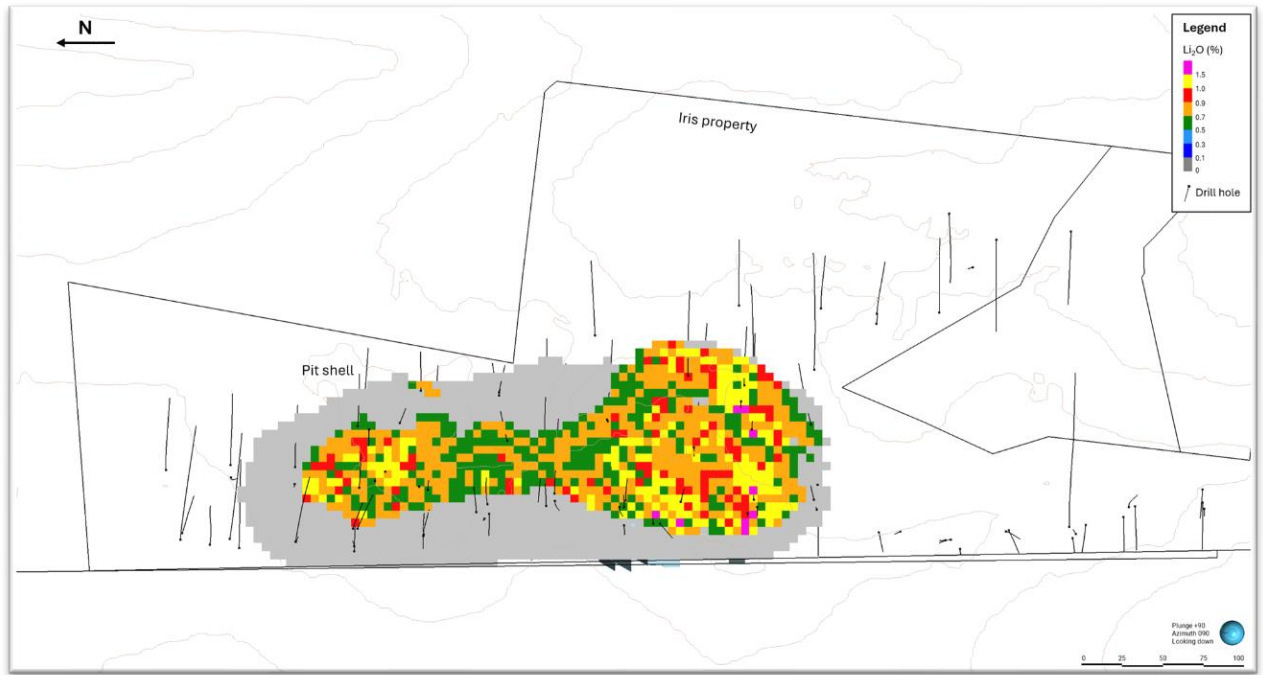 N
Legend
Li₂O (%)
1.5
1.0
0.9
0.7
0.5
0.3
0.1
0
Drill hole
Iris property
Pit shell
Plunge +90
Azimuth 090
Looking down
0 25 50 75 100